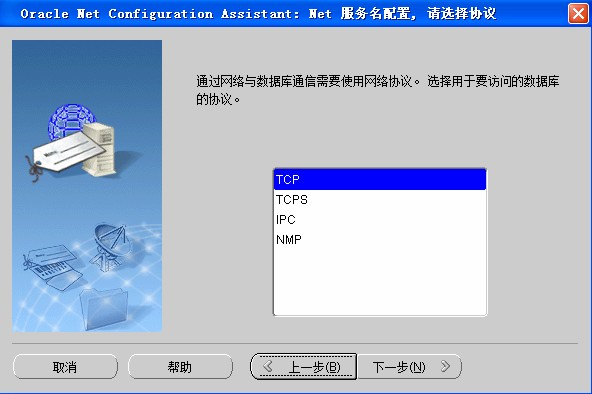 Oracle Net Configuration Assistant: Net 服务名配置, 请选择协议
通过网络与数据库通信需要使用网络协议。 选择用于要访问的数据库
的协议。
TCP
TCPS
IPC
NMP
取消 帮助 上一步(B) 下一步(N)